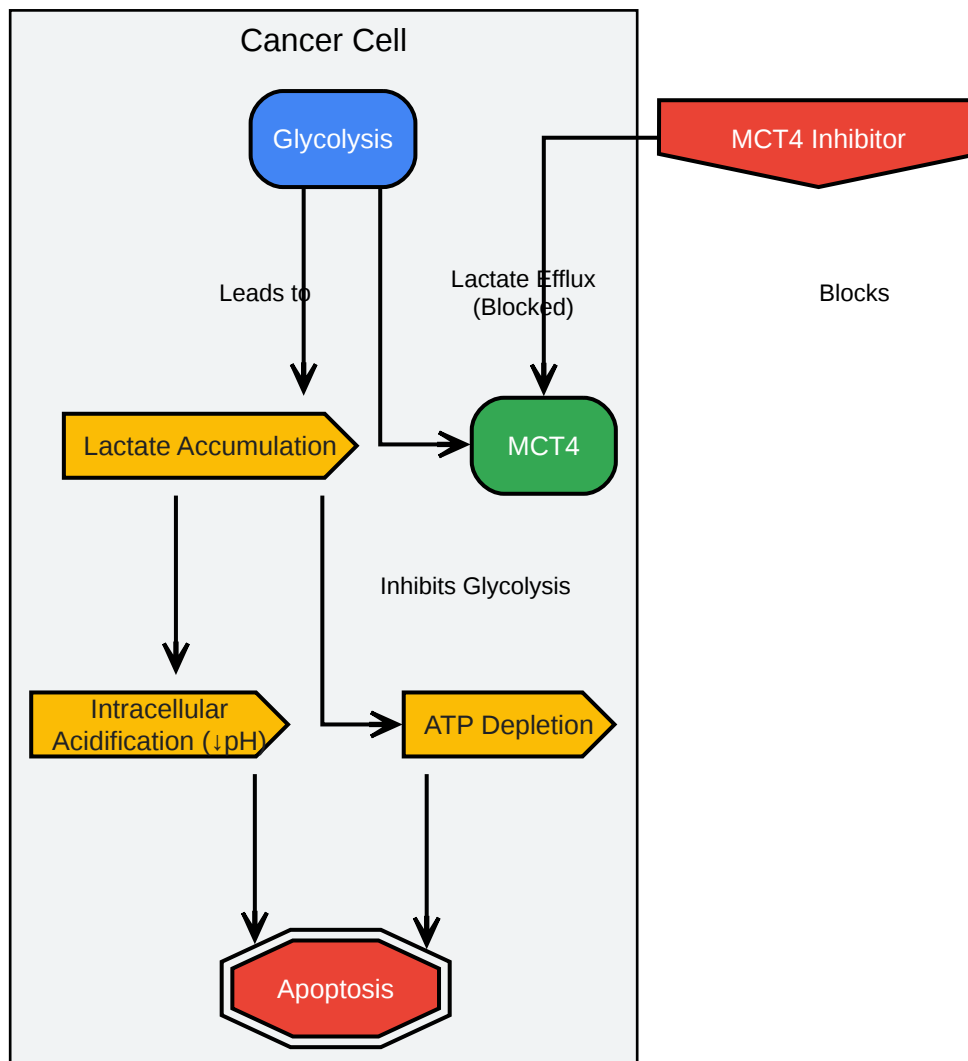 Cancer Cell
Glycolysis
MCT4 Inhibitor
Leads to
Lactate Efflux
(Blocked)
Blocks
Lactate Accumulation
MCT4
Inhibits Glycolysis
Intracellular
Acidification (↓pH)
ATP Depletion
Apoptosis